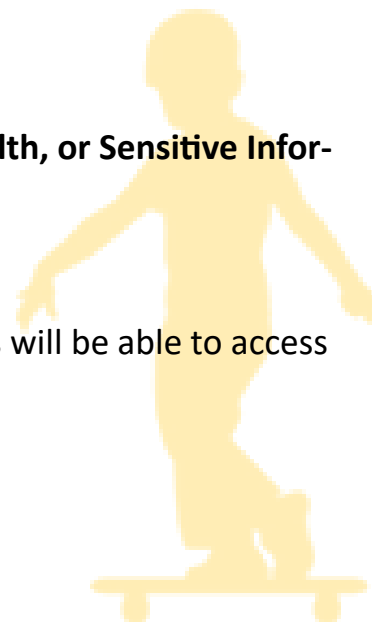 lth, or Sensitive Infor-
will be able to access